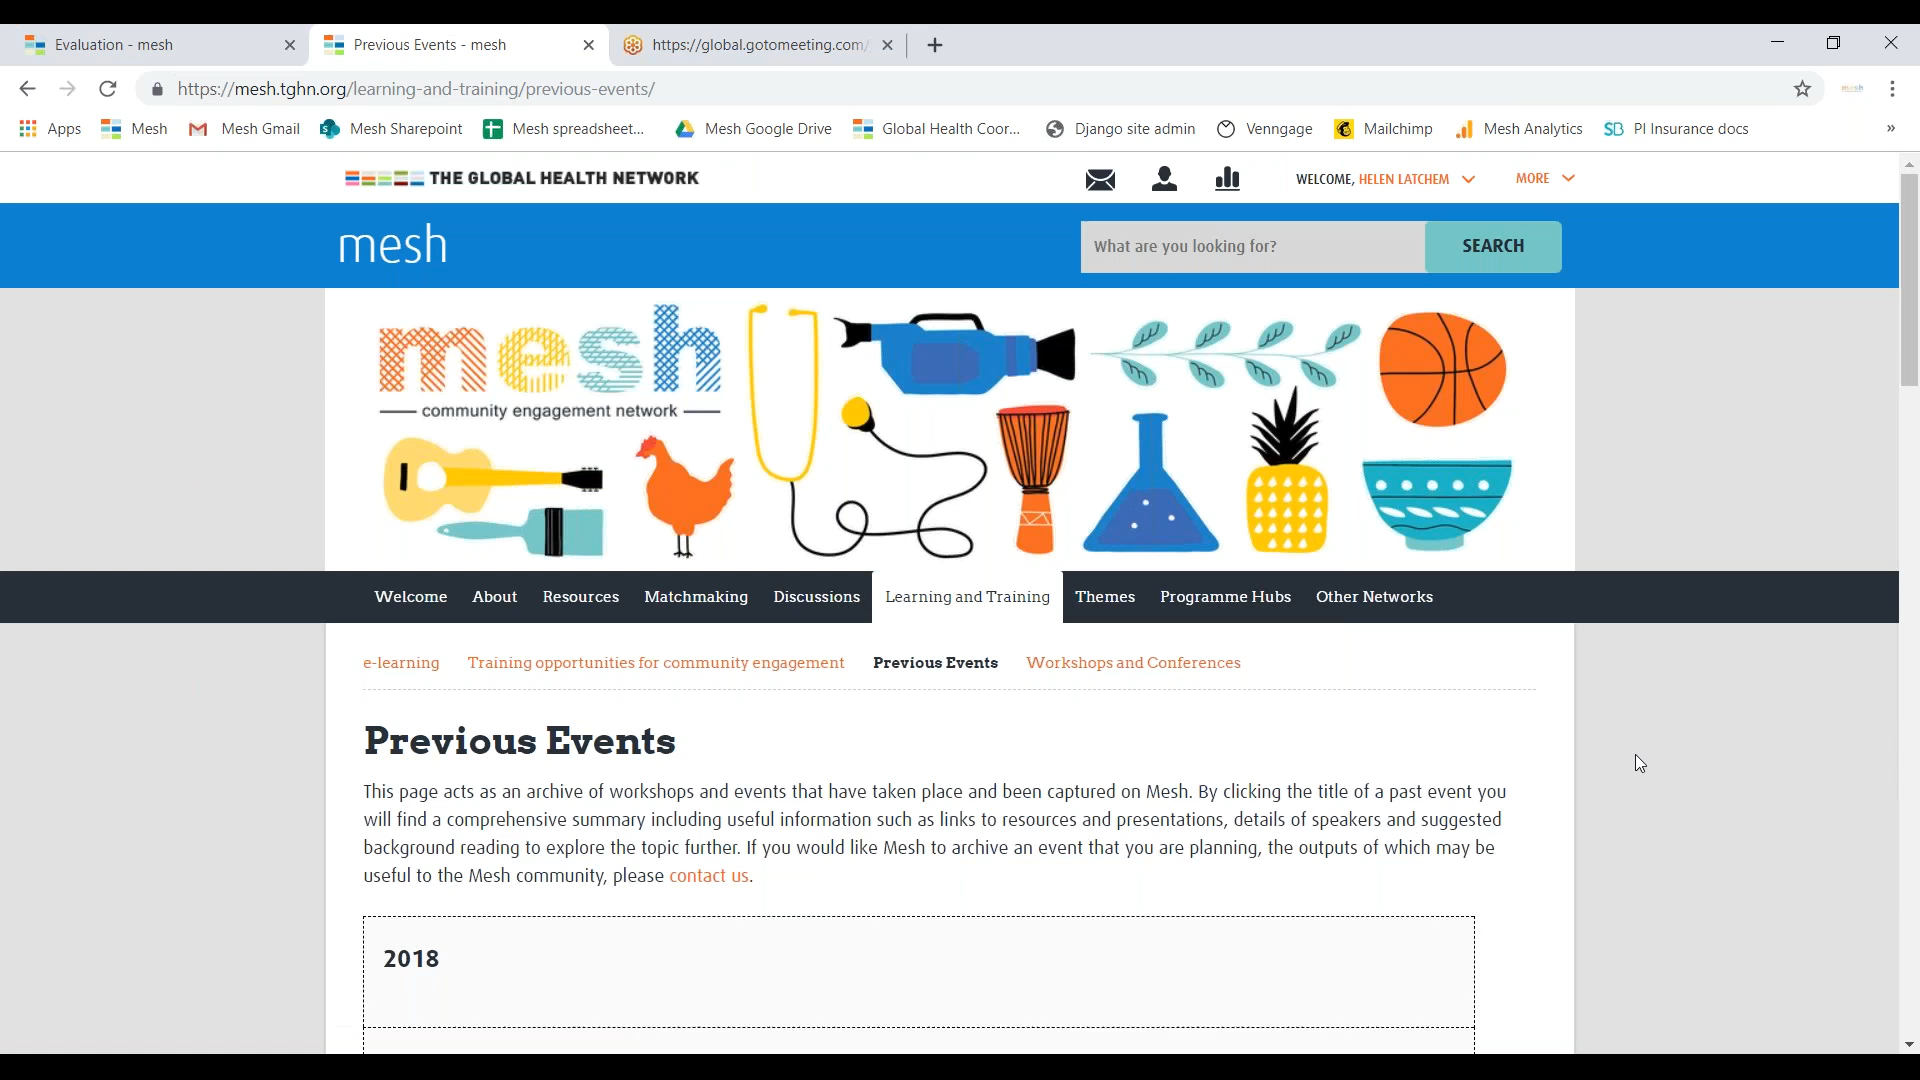 Evaluation - mesh
Previous Events - mesh
https://global.gotomeeting.com/
https://mesh.tghn.org/learning-and-training/previous-events/
mesh
Apps
Mesh
Mesh Gmail
Mesh Sharepoint
Mesh spreadsheet...
Mesh Google Drive
Global Health Coor...
Django site admin
Venngage
Mailchimp
Mesh Analytics
SB PI Insurance docs
»
THE GLOBAL HEALTH NETWORK
WELCOME, HELEN LATCHEM
MORE
mesh
What are you looking for?
SEARCH
mesh
community engagement network
Welcome
About
Resources
Matchmaking
Discussions
Learning and Training
Themes
Programme Hubs
Other Networks
e-learning
Training opportunities for community engagement
Previous Events
Workshops and Conferences
Previous Events
This page acts as an archive of workshops and events that have taken place and been captured on Mesh. By clicking the title of a past event you
will find a comprehensive summary including useful information such as links to resources and presentations, details of speakers and suggested
background reading to explore the topic further. If you would like Mesh to archive an event that you are planning, the outputs of which may be
useful to the Mesh community, please contact us.
2018